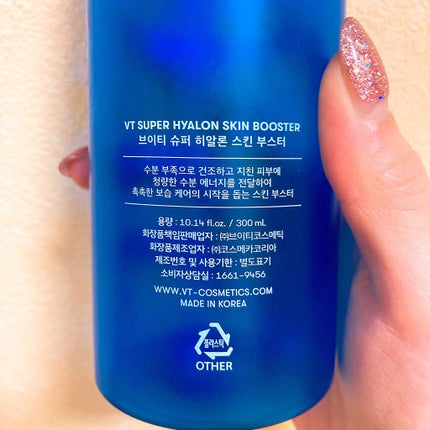 VT SUPER HYALON SKIN BOOSTER
브이티 슈퍼 히알론 스킨 부스터
수분 부족으로 건조하고 지친 피부에
청량한 수분 에너지를 전달하여
촉촉한 보습 케어의 시작을 돕는 스킨 부스터
용량 : 10.14 fl.oz. / 300 mL
화장품책임판매업자 : ㈜브이티코스메틱
화장품제조업자 : ㈜코스메카코리아
제조번호 및 사용기한 : 별도표기
소비자상담실 : 1661-9456
WWW.VT-COSMETICS.COM
MADE IN KOREA
플라스틱
OTHER